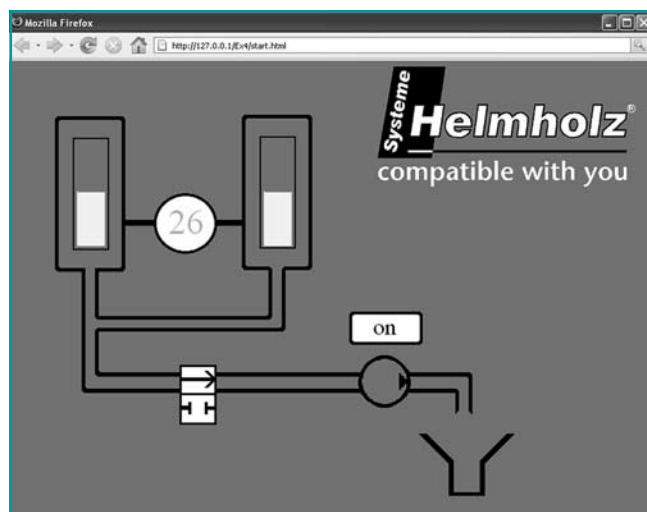 Mozilla Firefox
http://127.0.0.1/Ex4/start.html
Systeme
Helmholz®
compatible with you
26
on